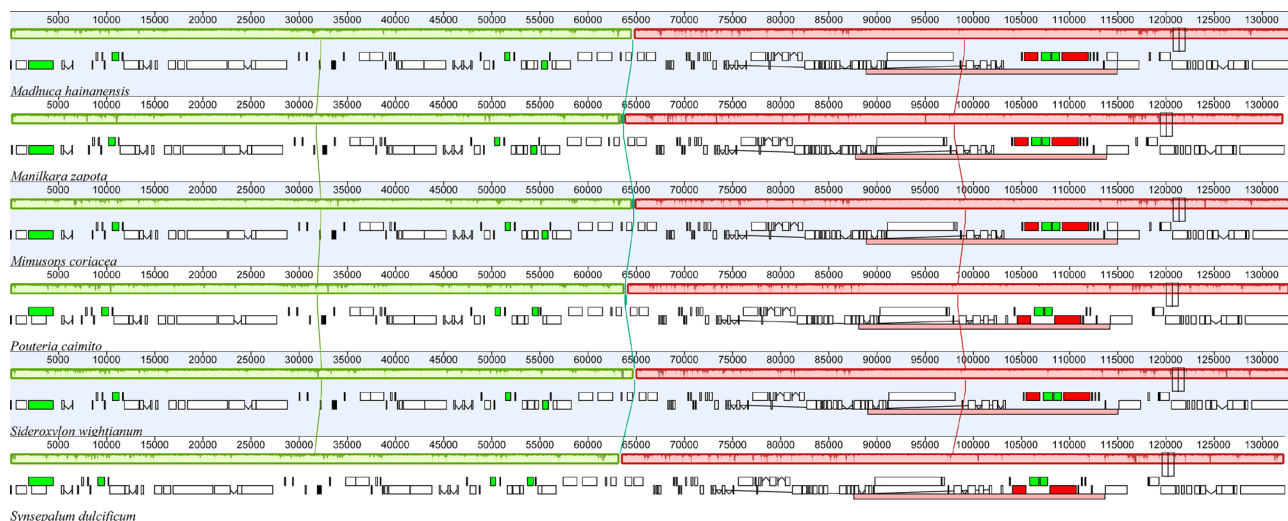 5000 10000 15000 20000 25000 30000 35000 40000 45000 50000 55000 60000 65000 70000 75000 80000 85000 90000 95000 100000 105000 110000 115000 120000 125000 130000
Madhuca hainanensis
5000 10000 15000 20000 25000 30000 35000 40000 45000 50000 55000 60000 65000 70000 75000 80000 85000 90000 95000 100000 105000 110000 115000 120000 125000 130000
Manilkara zapota
5000 10000 15000 20000 25000 30000 35000 40000 45000 50000 55000 60000 65000 70000 75000 80000 85000 90000 95000 100000 105000 110000 115000 120000 125000 130000
Mimusops coriacea
5000 10000 15000 20000 25000 30000 35000 40000 45000 50000 55000 60000 65000 70000 75000 80000 85000 90000 95000 100000 105000 110000 115000 120000 125000 130000
Pouteria caimito
5000 10000 15000 20000 25000 30000 35000 40000 45000 50000 55000 60000 65000 70000 75000 80000 85000 90000 95000 100000 105000 110000 115000 120000 125000 130000
Sideroxylon wightianum
5000 10000 15000 20000 25000 30000 35000 40000 45000 50000 55000 60000 65000 70000 75000 80000 85000 90000 95000 100000 105000 110000 115000 120000 125000 130000
Synsepalum dulcificum